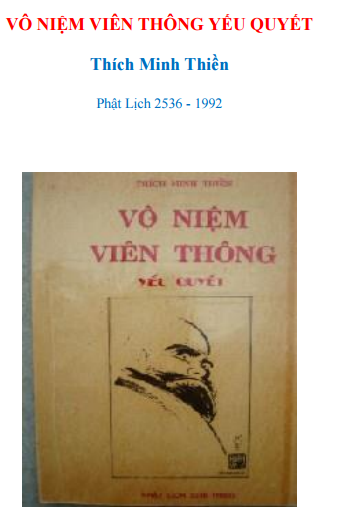 VÔ NIỆM VIÊN THÔNG YẾU QUYẾT
Thích Minh Thiền
Phật Lịch 2536 - 1992
THÍCH MINH THIỀN
VÔ NIỆM
VIÊN THÔNG
YẾU QUYẾT